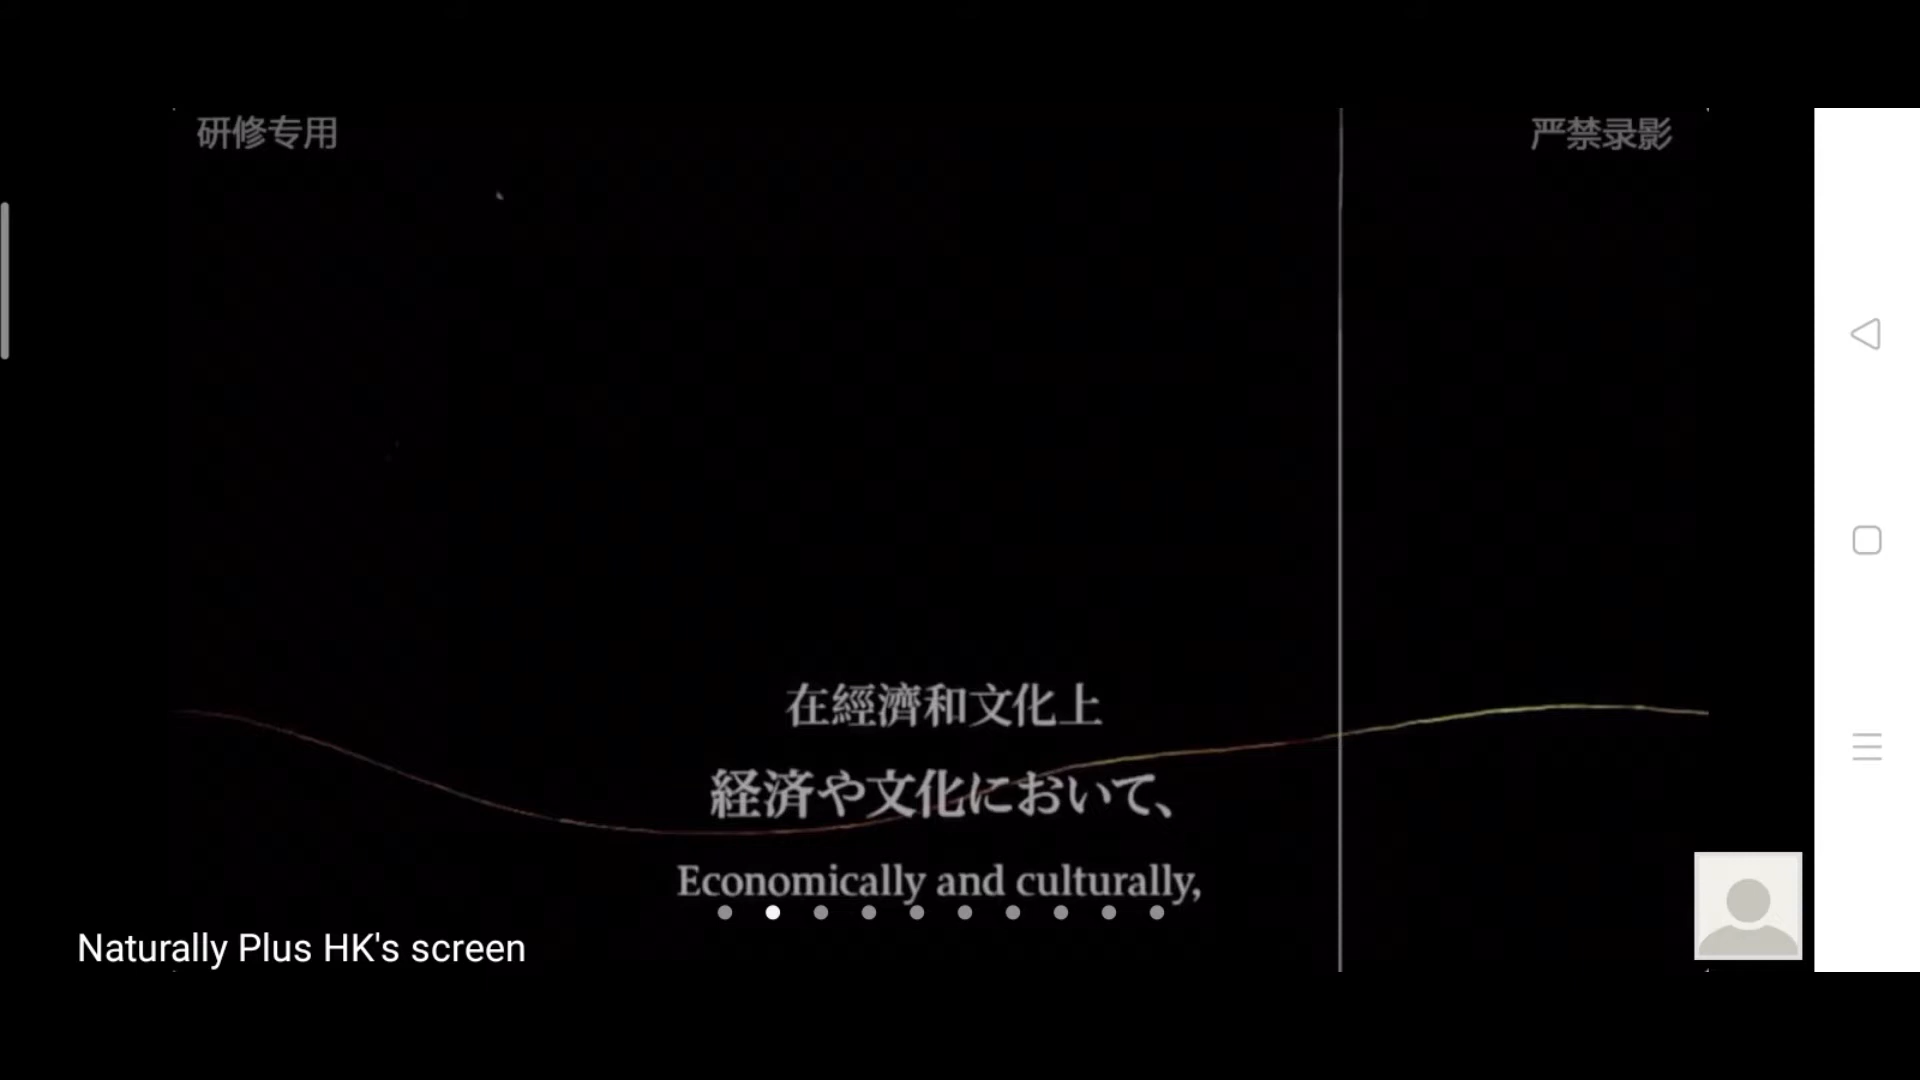 研修专用
严禁录影
在經濟和文化上
経済や文化において、
Economically and culturally,
Naturally Plus HK's screen